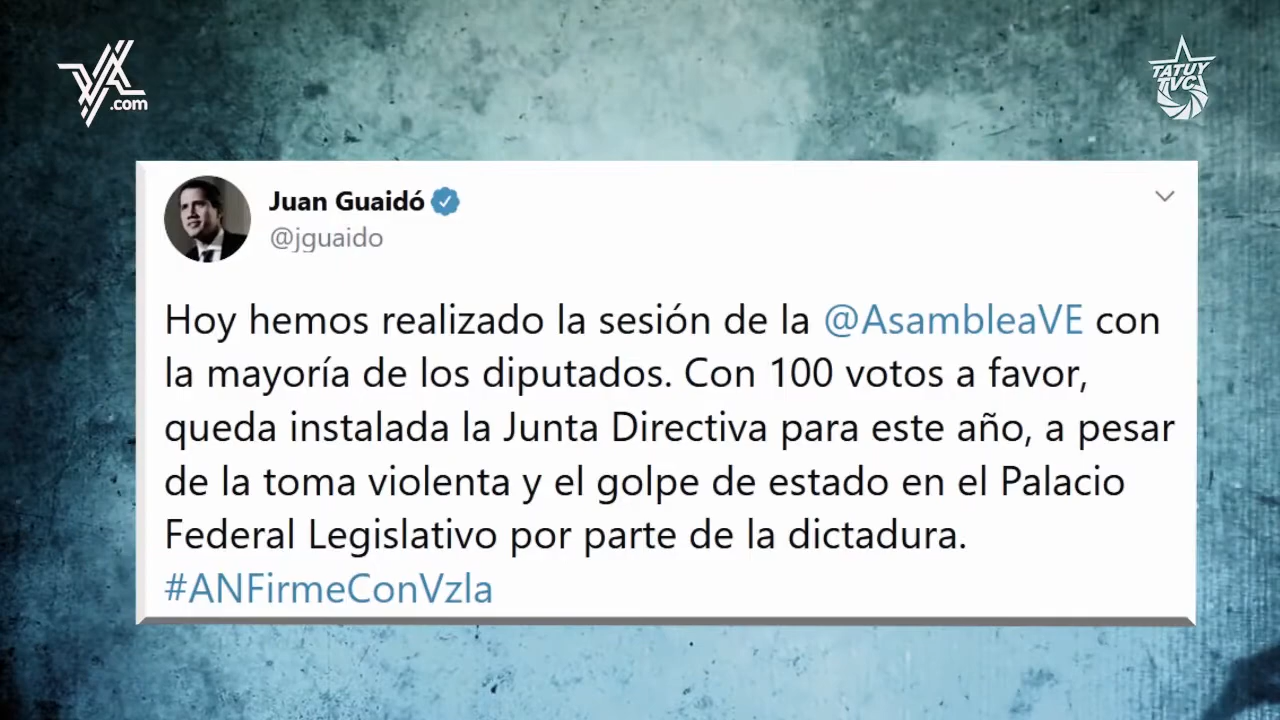 VA.com
TATUY
TVC
Juan Guaidó
@jguaido
Hoy hemos realizado la sesión de la @AsambleaVE con
la mayoría de los diputados. Con 100 votos a favor,
queda instalada la Junta Directiva para este año, a pesar
de la toma violenta y el golpe de estado en el Palacio
Federal Legislativo por parte de la dictadura.
#ANFirmeConVzla